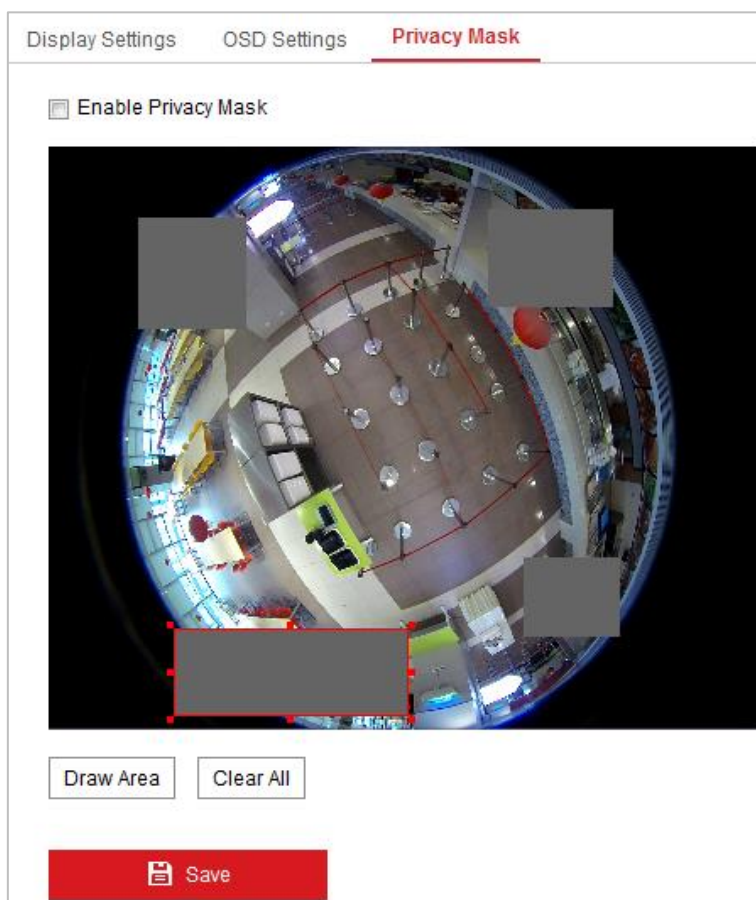 Display Settings OSD Settings Privacy Mask
Enable Privacy Mask
Draw Area Clear All
Save